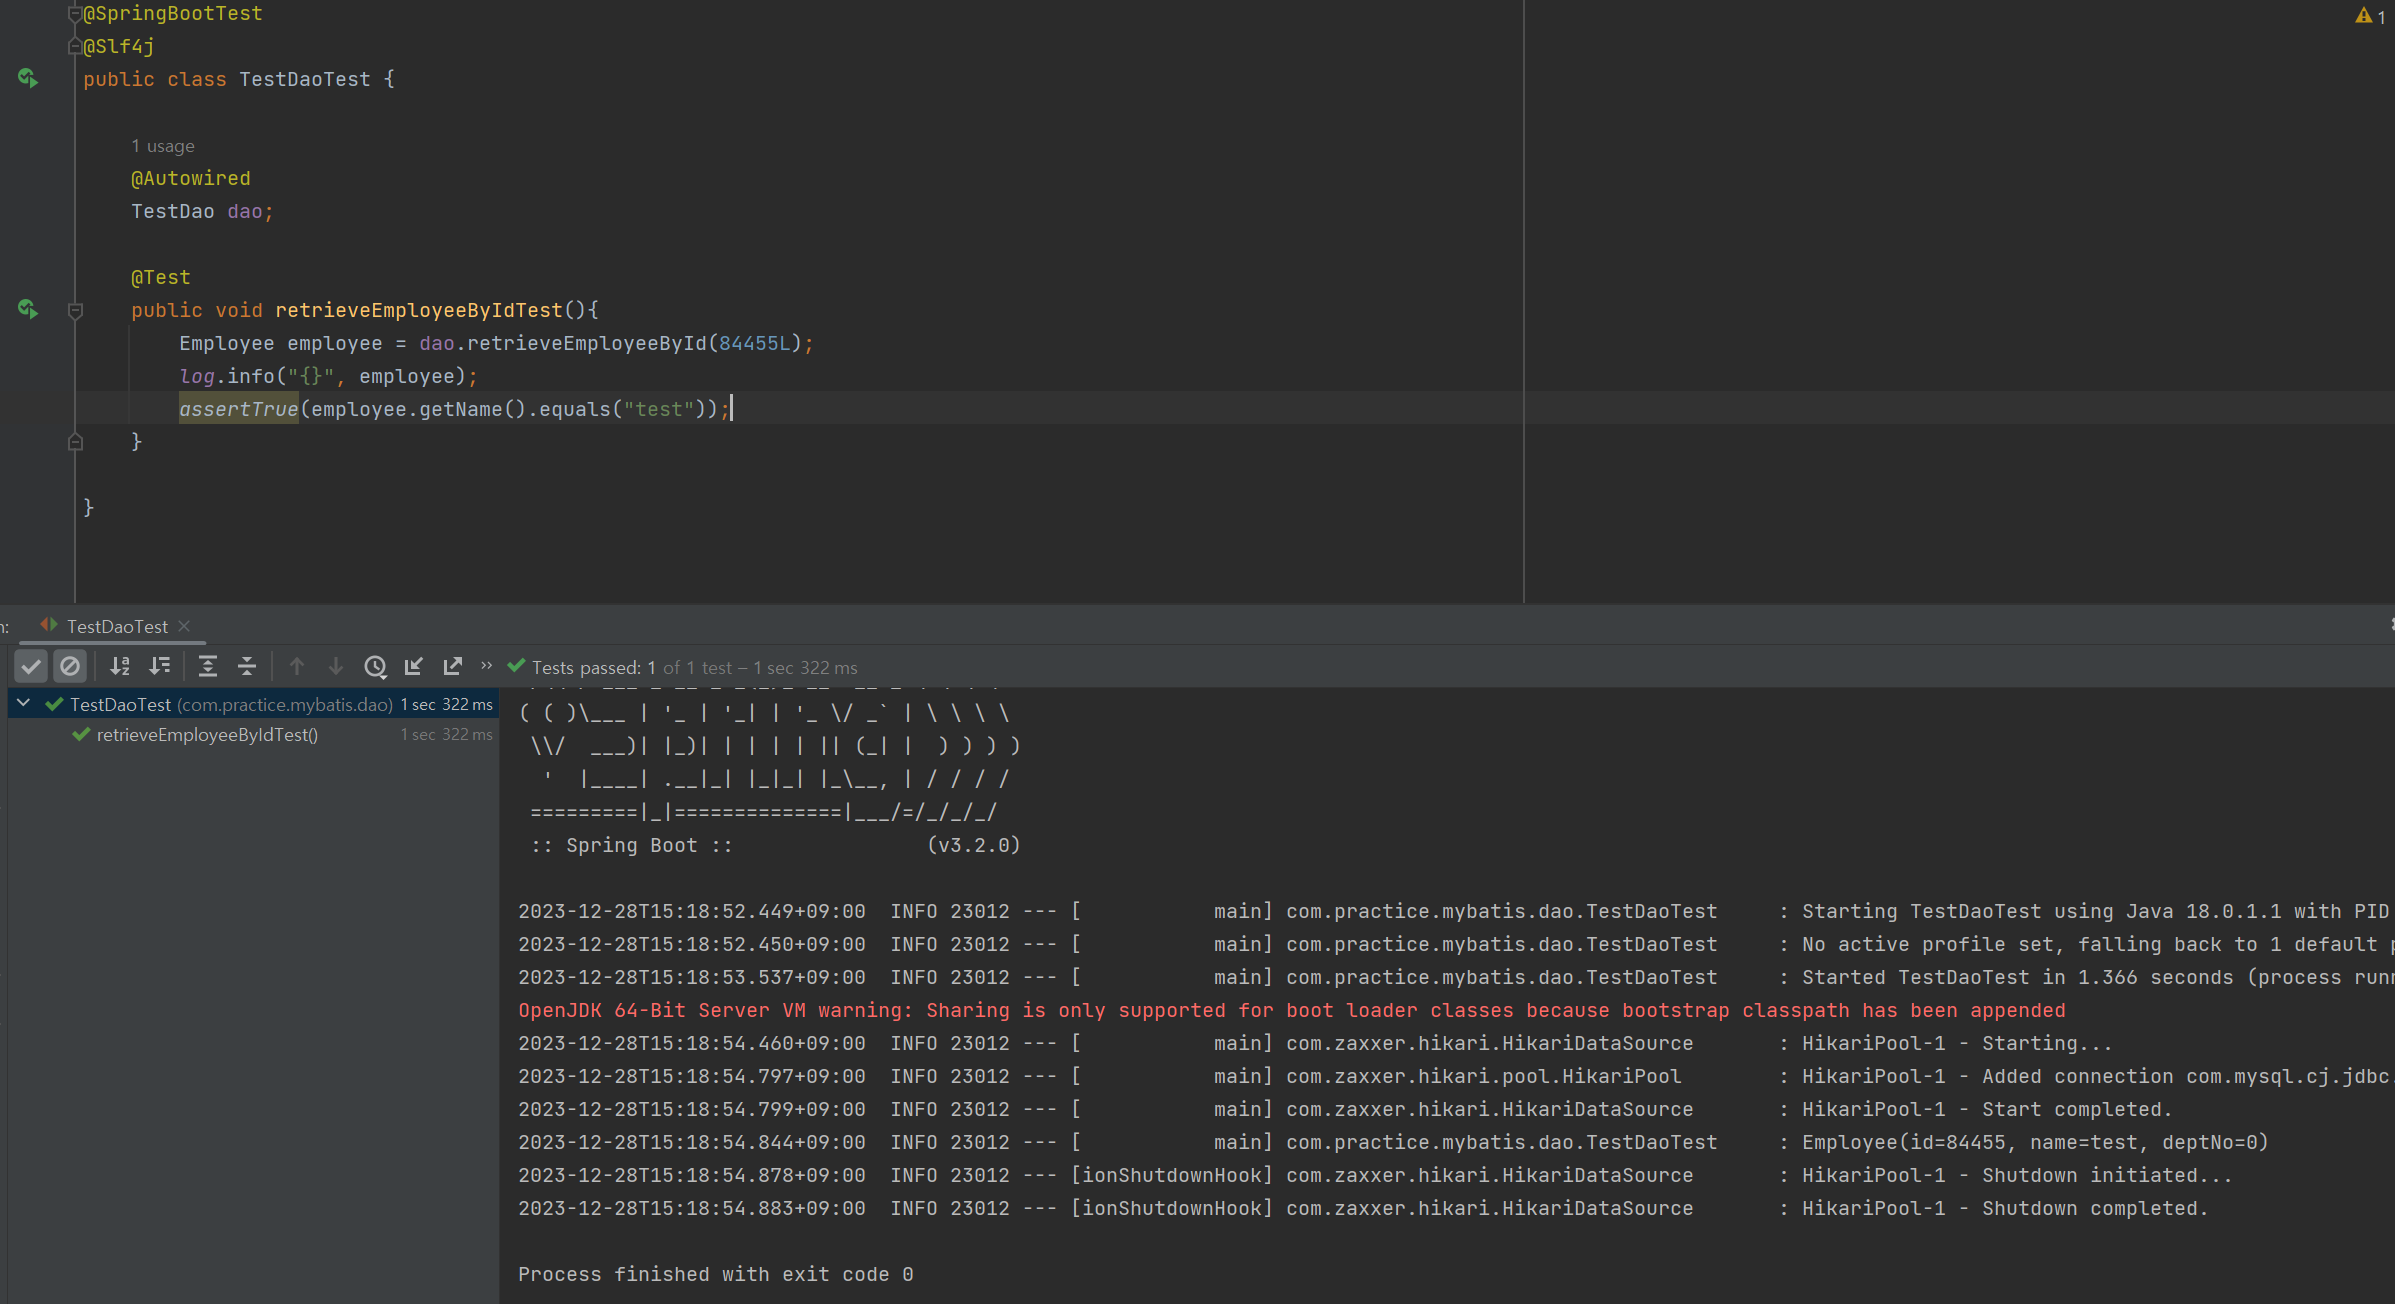 @SpringBootTest
1
@Slf4j
public class TestDaoTest {
1 usage
@Autowired
TestDao dao;
@Test
public void retrieveEmployeeByIdTest(){
Employee employee = dao.retrieveEmployeeById(84455L);
log.info("{}", employee);
assertTrue(employee.getName().equals("test"));
}
}
TestDaoTest
Tests passed: 1 of 1 test – 1 sec 322 ms
TestDaoTest (com.practice.mybatis.dao) 1 sec 322 ms
retrieveEmployeeByIdTest() 1 sec 322 ms
( ( )\___ | '_ | '_| | '_ \/ _` | \ \ \ \
\\/  ___)| |_)| | | | | || (_| |  ) ) ) )
'  |____| .__|_| |_|_| |_\__, | / / / /
=========|_|==============|___/=/_/_/_/
:: Spring Boot ::                (v3.2.0)
2023-12-28T15:18:52.449+09:00  INFO 23012 --- [           main] com.practice.mybatis.dao.TestDaoTest     : Starting TestDaoTest using Java 18.0.1.1 with PID
2023-12-28T15:18:52.450+09:00  INFO 23012 --- [           main] com.practice.mybatis.dao.TestDaoTest     : No active profile set, falling back to 1 default p
2023-12-28T15:18:53.537+09:00  INFO 23012 --- [           main] com.practice.mybatis.dao.TestDaoTest     : Started TestDaoTest in 1.366 seconds (process runn
OpenJDK 64-Bit Server VM warning: Sharing is only supported for boot loader classes because bootstrap classpath has been appended
2023-12-28T15:18:54.460+09:00  INFO 23012 --- [           main] com.zaxxer.hikari.HikariDataSource       : HikariPool-1 - Starting...
2023-12-28T15:18:54.797+09:00  INFO 23012 --- [           main] com.zaxxer.hikari.pool.HikariPool        : HikariPool-1 - Added connection com.mysql.cj.jdbc.
2023-12-28T15:18:54.799+09:00  INFO 23012 --- [           main] com.zaxxer.hikari.HikariDataSource       : HikariPool-1 - Start completed.
2023-12-28T15:18:54.844+09:00  INFO 23012 --- [           main] com.practice.mybatis.dao.TestDaoTest     : Employee(id=84455, name=test, deptNo=0)
2023-12-28T15:18:54.878+09:00  INFO 23012 --- [ionShutdownHook] com.zaxxer.hikari.HikariDataSource       : HikariPool-1 - Shutdown initiated...
2023-12-28T15:18:54.883+09:00  INFO 23012 --- [ionShutdownHook] com.zaxxer.hikari.HikariDataSource       : HikariPool-1 - Shutdown completed.
Process finished with exit code 0